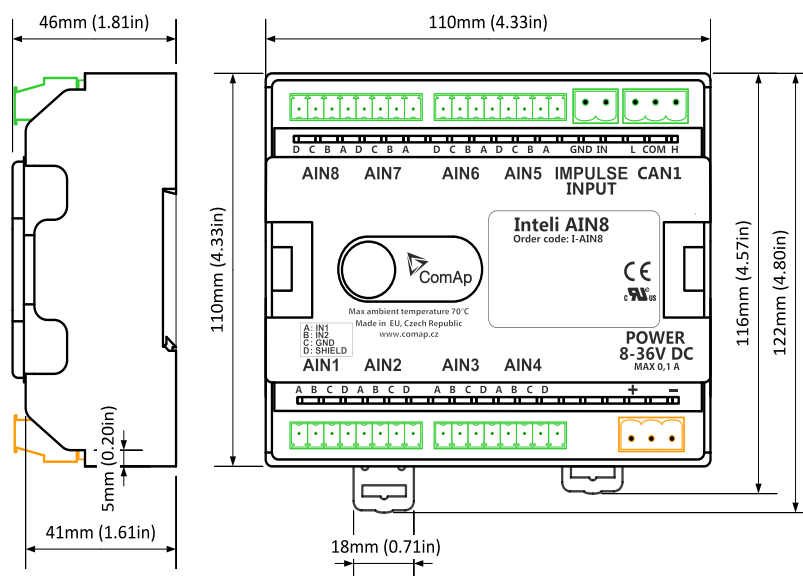 46mm (1.81in)
110mm (4.33in)
D C B A D C B A D C B A D C B A GND IN L COM H
AIN8 AIN7 AIN6 AIN5 IMPULSE INPUT CAN1
110mm (4.33in)
116mm (4.57in)
122mm (4.80in)
Inteli AIN8
Order code: I-AIN8
ComAp
CE
C UR US
Max ambient temperature 70°C
Made in EU, Czech Republic
www.comap.cz
A: IN1
B: IN2
C: GND
D: SHIELD
POWER
8-36V DC
MAX 0,1 A
AIN1 AIN2 AIN3 AIN4
A B C D A B C D A B C D A B C D + –
5mm (0.20in)
41mm (1.61in)
18mm (0.71in)